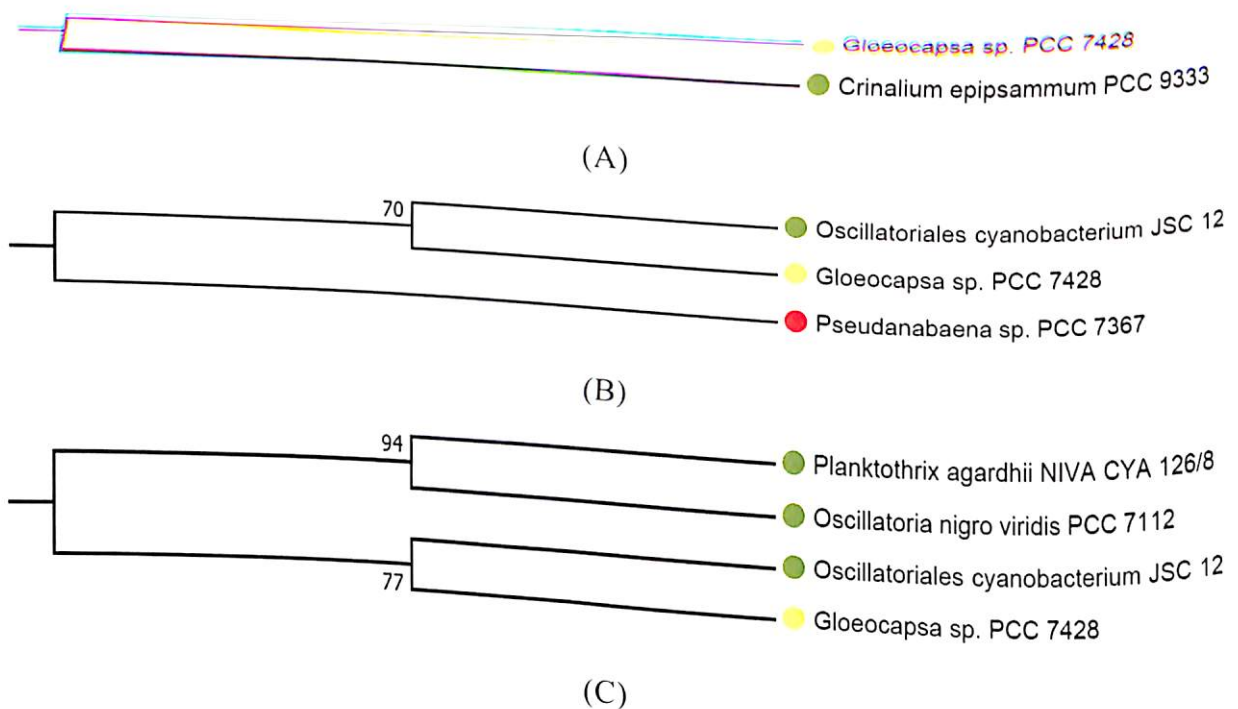 Gloeocapsa sp. PCC 7428
Crinalium epipsammum PCC 9333
(A)
70
Oscillatoriales cyanobacterium JSC 12
Gloeocapsa sp. PCC 7428
Pseudanabaena sp. PCC 7367
(B)
94
Planktothrix agardhii NIVA CYA 126/8
Oscillatoria nigro viridis PCC 7112
Oscillatoriales cyanobacterium JSC 12
77
Gloeocapsa sp. PCC 7428
(C)